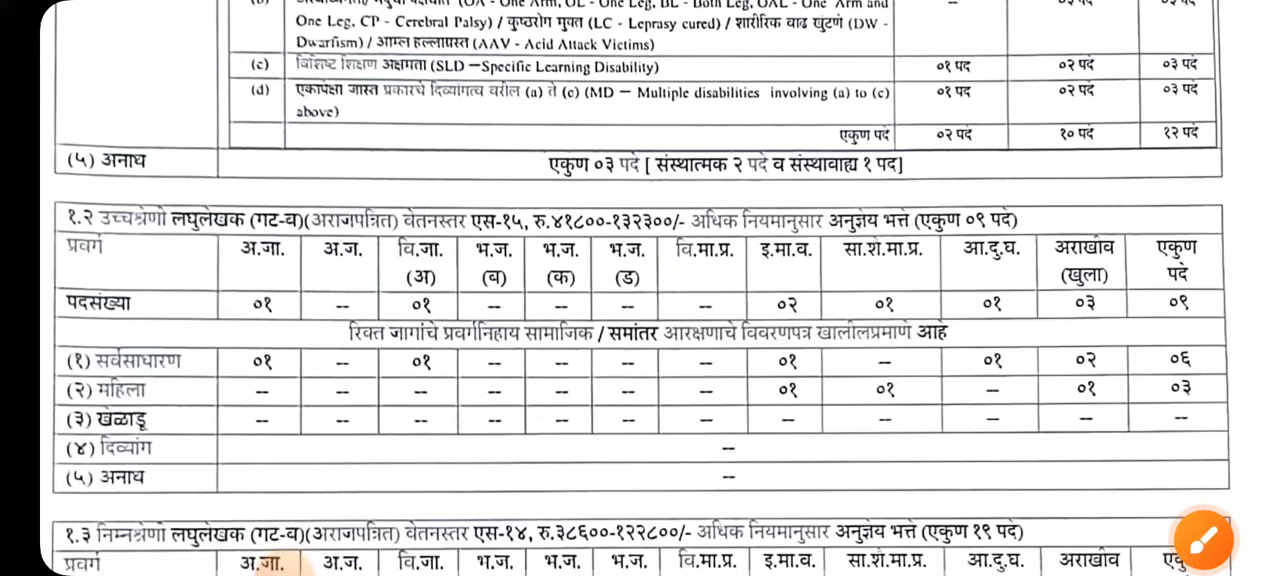 One Leg, CP - Cerebral Palsy) / कुष्ठरोग मुक्त (LC - Leprasy cured) / शारीरिक वाढ खुंटणे (DW -
Dwarfism) / आम्ल हल्लाग्रस्त (AAV - Acid Attack Victims)
(c) विशिष्ट शिक्षण अक्षमता (SLD –Specific Learning Disability) ०१ पद ०२ पदे ०३ पदे
(d) एकापेक्षा जास्त प्रकारचे दिव्यांगत्व वरील (a) ते (c) (MD – Multiple disabilities involving (a) to (c) ०१ पद ०२ पदे ०३ पदे
above)
एकुण पदे ०२ पदे १० पदे १२ पदे
(५) अनाथ एकुण ०३ पदे [ संस्थात्मक २ पदे व संस्थाबाह्य १ पद]
१.२ उच्चश्रेणी लघुलेखक (गट-ब)(अराजपत्रित) वेतनस्तर एस-१५, रु.४१८००-१३२३००/- अधिक नियमानुसार अनुज्ञेय भत्ते (एकुण ०९ पदे)
प्रवर्ग अ.जा. अ.ज. वि.जा. भ.ज. भ.ज. भ.ज. वि.मा.प्र. इ.मा.व. सा.शे.मा.प्र. आ.दु.घ. अराखीव एकुण
(अ) (ब) (क) (ड) (खुला) पदे
पदसंख्या ०१ -- ०१ -- -- -- -- ०२ ०१ ०१ ०३ ०९
रिक्त जागांचे प्रवर्गनिहाय सामाजिक / समांतर आरक्षणाचे विवरणपत्र खालीलप्रमाणे आहे
(१) सर्वसाधारण ०१ -- ०१ -- -- -- -- ०१ -- ०१ ०२ ०६
(२) महिला -- -- -- -- -- -- -- ०१ ०१ -- ०१ ०३
(३) खेळाडू -- -- -- -- -- -- -- -- -- -- -- --
(४) दिव्यांग --
(५) अनाथ --
१.३ निम्नश्रेणी लघुलेखक (गट-ब)(अराजपत्रित) वेतनस्तर एस-१४, रु.३८६००-१२२८००/- अधिक नियमानुसार अनुज्ञेय भत्ते (एकुण १९ पदे)
प्रवर्ग अ.जा. अ.ज. वि.जा. भ.ज. भ.ज. भ.ज. वि.मा.प्र. इ.मा.व. सा.शे.मा.प्र. आ.दु.घ. अराखीव